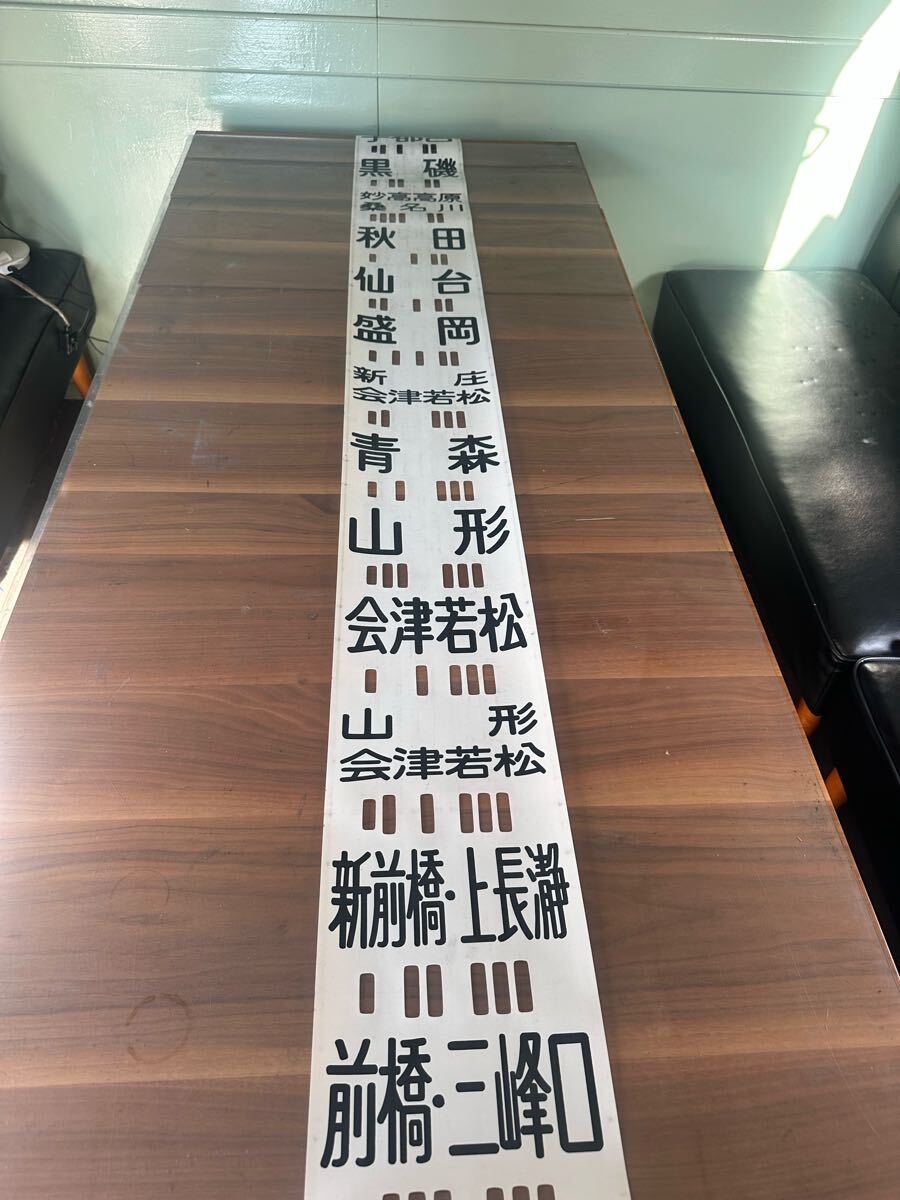 黒磯
妙高高原
桑名川
秋田
仙台
盛岡
新庄
会津若松
青森
山形
会津若松
山形
会津若松
新前橋・上長瀞
前橋・三峰口